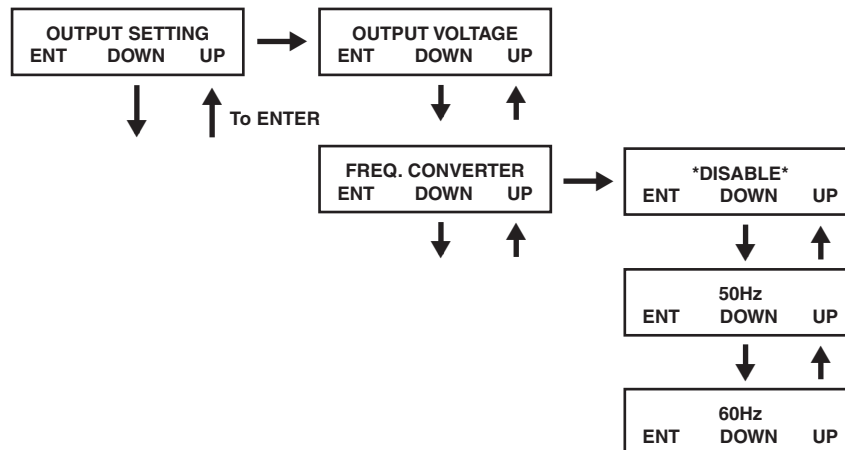 OUTPUT SETTING
ENT DOWN UP
OUTPUT VOLTAGE
ENT DOWN UP
To ENTER
FREQ. CONVERTER
ENT DOWN UP
*DISABLE*
ENT DOWN UP
50Hz
ENT DOWN UP
60Hz
ENT DOWN UP